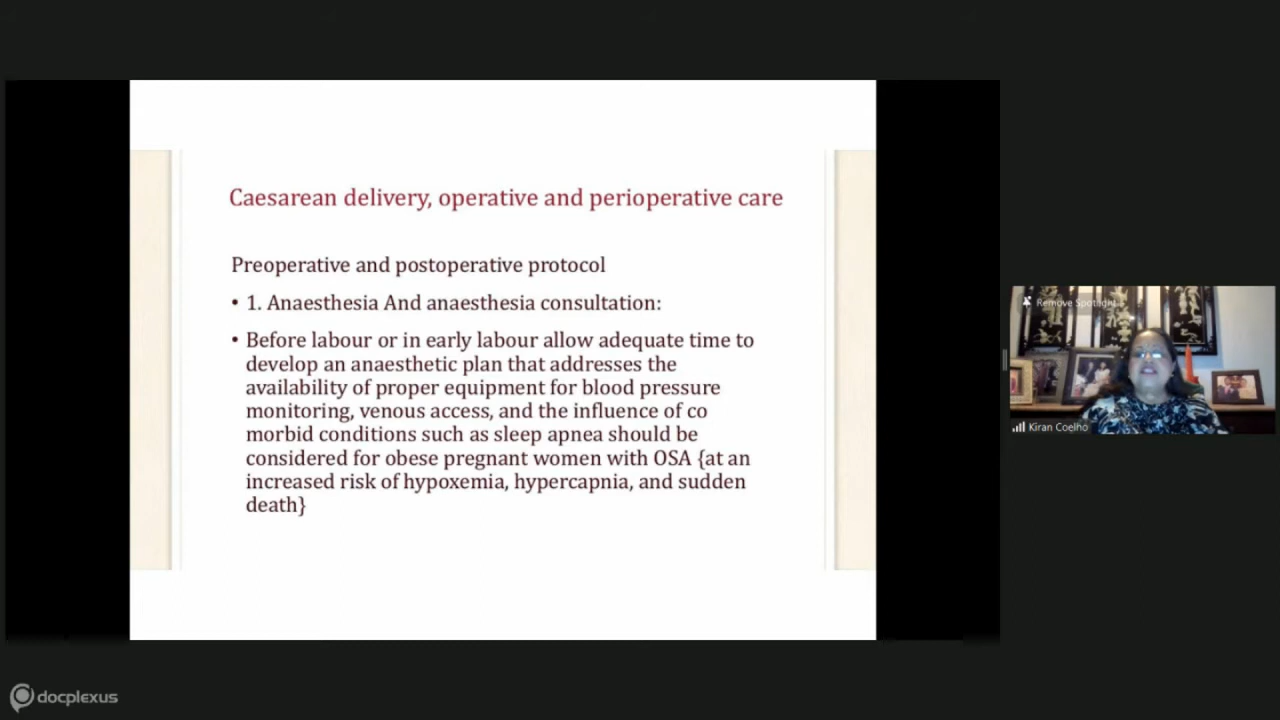 Caesarean delivery, operative and perioperative care
Preoperative and postoperative protocol
• 1. Anaesthesia And anaesthesia consultation:
• Before labour or in early labour allow adequate time to
develop an anaesthetic plan that addresses the
availability of proper equipment for blood pressure
monitoring, venous access, and the influence of co
morbid conditions such as sleep apnea should be
considered for obese pregnant women with OSA {at an
increased risk of hypoxemia, hypercapnia, and sudden
death}
Remove Spotlight
Kiran Coelho
docplexus